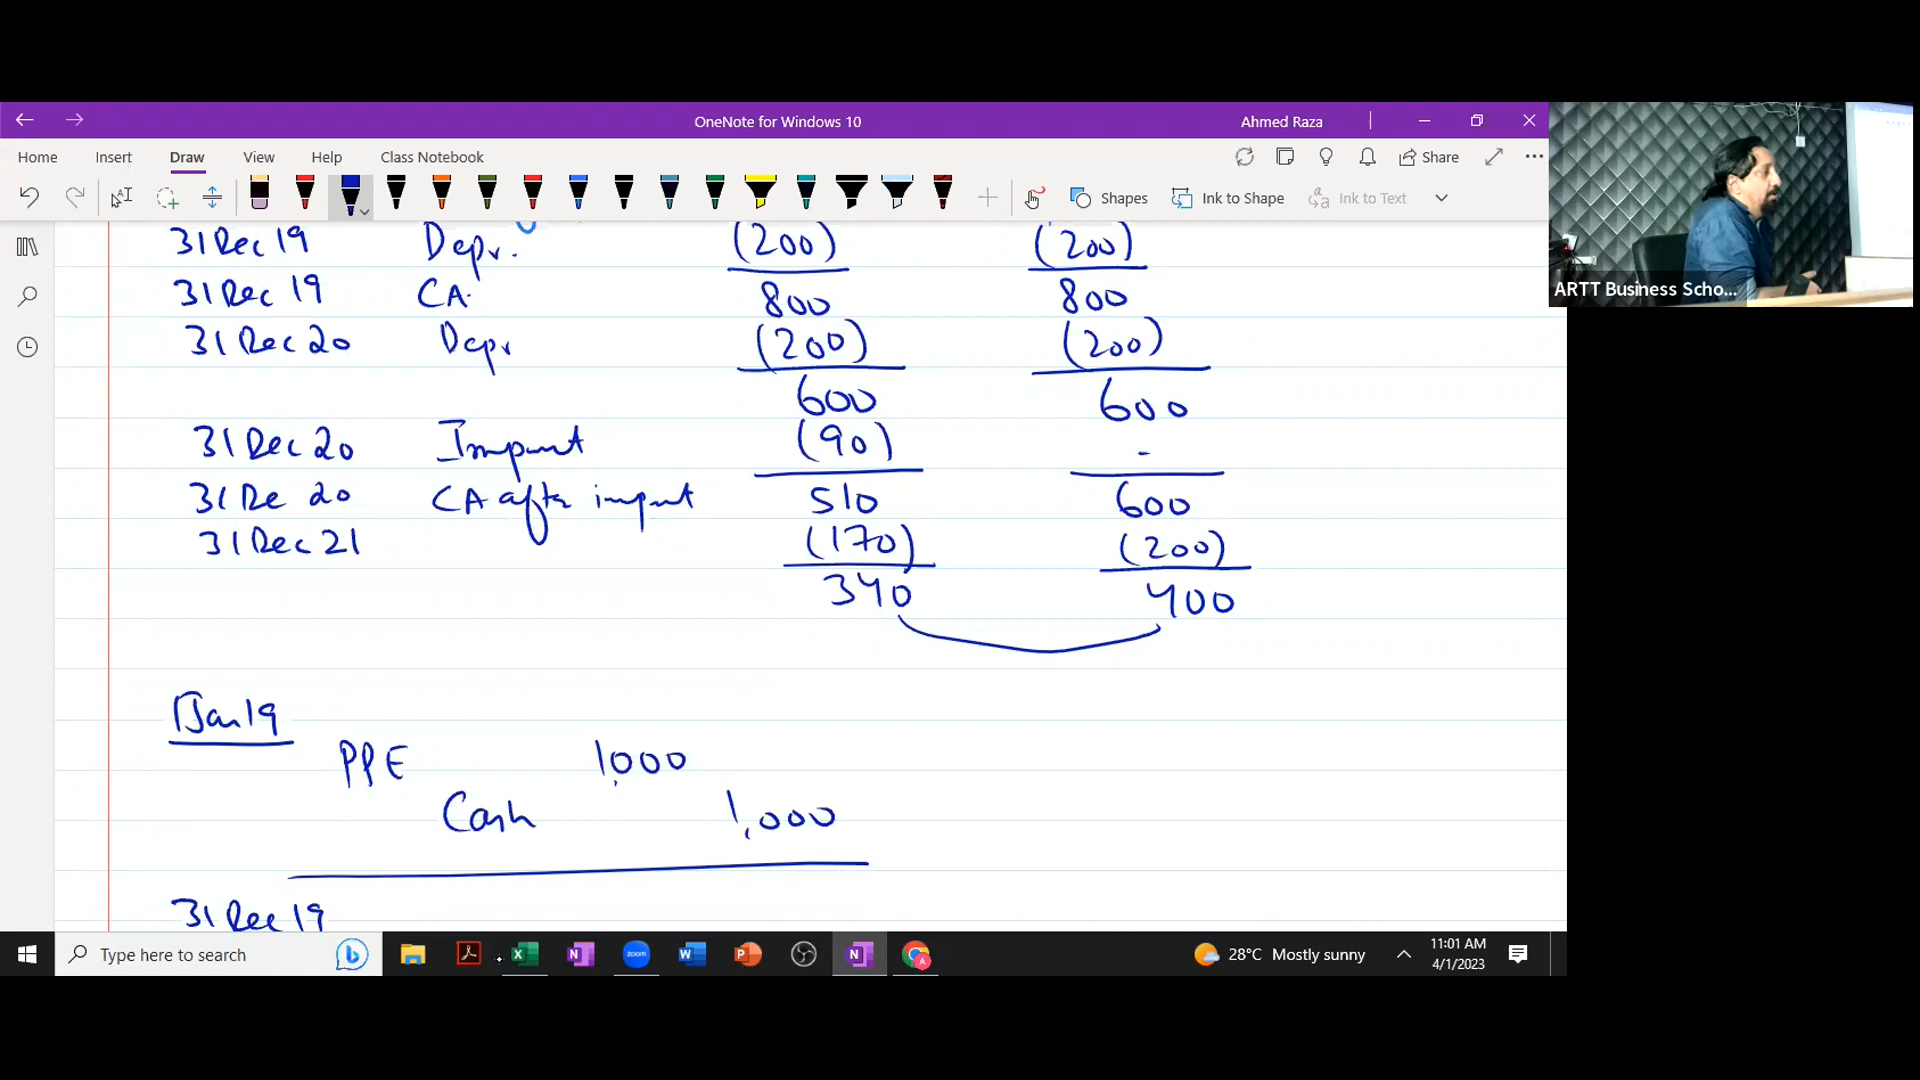 OneNote for Windows 10
Ahmed Raza
Home Insert Draw View Help Class Notebook
Share
Shapes
Ink to Shape
Ink to Text
ARTT Business Scho...
31 Dec 19 Depr. (200) (200)
31 Dec 19 CA. 800 800
31 Dec 20 Depr (200) (200)
600 600
31 Dec 20 (90) -
31 De 20 CA after 510 600
31 Dec 21 (170) (200)
340 400
1 Jan 19
PPE 1,000
Cash 1,000
31 Dec 19
Type here to search
zoom
28°C Mostly sunny
11:01 AM
4/1/2023